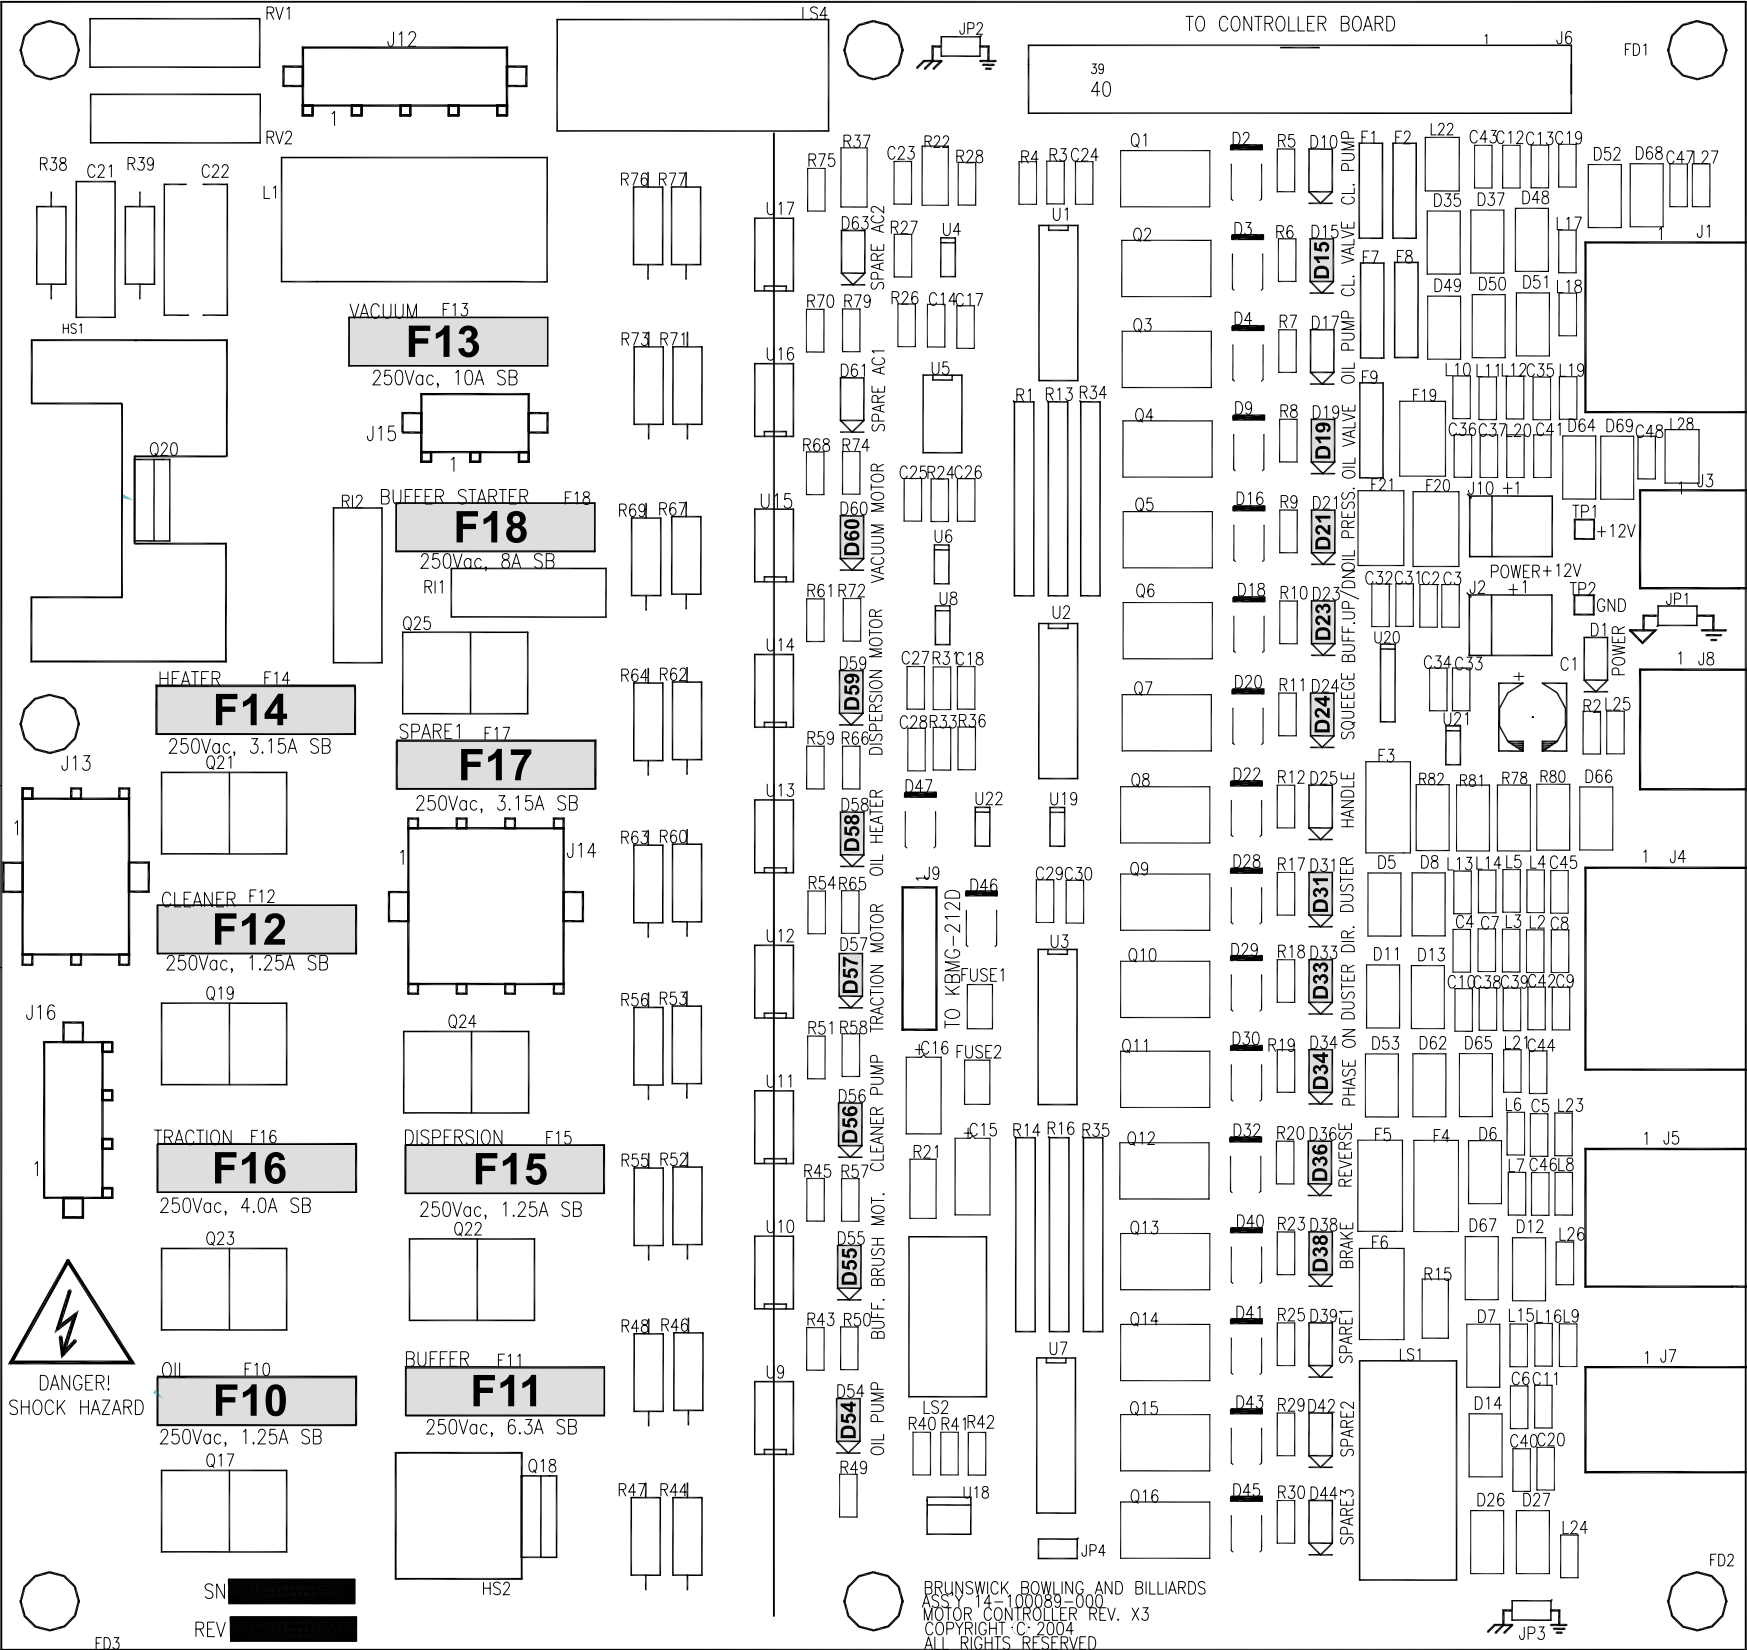 RV1
J12
LS4
JP2
TO CONTROLLER BOARD
1
J6
FD1
39
40
RV2
R38
C21
R39
C22
L1
HS1
VACUUM F13
F13
250Vac, 10A SB
J15
1
Q20
RI2
BUFFER STARTER F18
F18
250Vac, 8A SB
RI1
Q25
HEATER F14
F14
250Vac, 3.15A SB
Q21
J13
1
SPARE1 F17
F17
250Vac, 3.15A SB
J14
1
CLEANER F12
F12
250Vac, 1.25A SB
Q19
J16
1
Q24
TRACTION F16
F16
250Vac, 4.0A SB
Q23
DISPERSION F15
F15
250Vac, 1.25A SB
Q22
DANGER!
SHOCK HAZARD
OIL F10
F10
250Vac, 1.25A SB
Q17
BUFFER F11
F11
250Vac, 6.3A SB
Q18
HS2
SN
REV
FD3
R76 R77
R73 R71
R69 R67
R64 R62
R63 R60
R56 R53
R55 R52
R48 R46
R47 R44
U17
U16
U15
U14
U13
U12
U11
U10
U9
R75 R37
D63
SPARE AC2
R70 R79
D61
SPARE AC1
R68 R74
D60
D60
VACUUM MOTOR
R61 R72
D59
D59
DISPERSION MOTOR
R59 R66
D58
D58
OIL HEATER
R54 R65
D57
D57
TRACTION MOTOR
R51 R58
D56
D56
CLEANER PUMP
R45 R57
D55
D55
BUFF. BRUSH MOT.
R43 R50
D54
D54
OIL PUMP
R49
C23 R22 R28
R27 U4
R26 C14 C17
U5
C25 R24 C26
U6
U8
C27 R31 C18
C28 R33 R36
D47
U22
U19
J9
1
D46
TO KBMG-212D
FUSE1
C29 C30
+ C16
FUSE2
R21
+ C15
LS2
R40 R41 R42
U18
R4 R3 C24
U1
R1 R13 R34
U2
U3
R14 R16 R35
U7
JP4
Q1 D2 R5 D10 CL. PUMP
Q2 D3 R6 D15 D15 CL. VALVE
Q3 D4 R7 D17 OIL PUMP
Q4 D9 R8 D19 D19 OIL VALVE
Q5 D16 R9 D21 D21 OIL PRESS.
Q6 D18 R10 D23 D23 BUFF.UP/DN
Q7 D20 R11 D24 D24 SQUEEGE
Q8 D22 R12 D25 HANDLE
Q9 D28 R17 D31 D31 DUSTER
Q10 D29 R18 D33 D33 DUSTER DIR.
Q11 D30 R19 D34 D34 PHASE ON
Q12 D32 R20 D36 D36 REVERSE
Q13 D40 R23 D38 D38 BRAKE
Q14 D41 R25 D39 SPARE1
Q15 D43 R29 D42 SPARE2
Q16 D45 R30 D44 SPARE3
F1 F2 L22 C43 C12 C13 C19
D52 D68 C47 L27
D35 D37 D48 L17
1 J1
F7 F8 D49 D50 D51 L18
F9 F19 L10 L11 L12 C35 L19
C36 C37 L20 C41 D64 D69 C48 L28
F21 F20 J10 +1
1 J3
TP1
+12V
POWER+12V
C32 C31 C2 C3 J2 +1
TP2
GND
JP1
U20
D1
POWER
C34 C33 C1
+
1 J8
U21
R2 L25
F3 R82 R81 R78 R80 D66
D5 D8 L13 L14 L5 L4 C45
1 J4
C4 C7 L3 L2 C8
D11 D13 C10 C38 C39 C42 C9
D53 D62 D65 L21 C44
L6 C5 L23
F5 F4 D6
1 J5
L7 C46 L8
D67 D12 L26
F6 R15
D7 L15 L16 L9
LS1
1 J7
C6 C11
D14
C40 C20
D26 D27
L24
FD2
JP3
BRUNSWICK BOWLING AND BILLIARDS
ASS'Y 14-100089-000
MOTOR CONTROLLER REV. X3
COPYRIGHT C 2004
ALL RIGHTS RESERVED